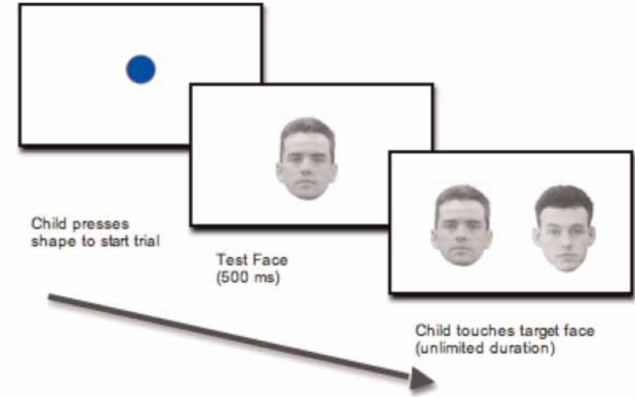 Child presses
shape to start trial
Test Face
(500 ms)
Child touches target face
(unlimited duration)